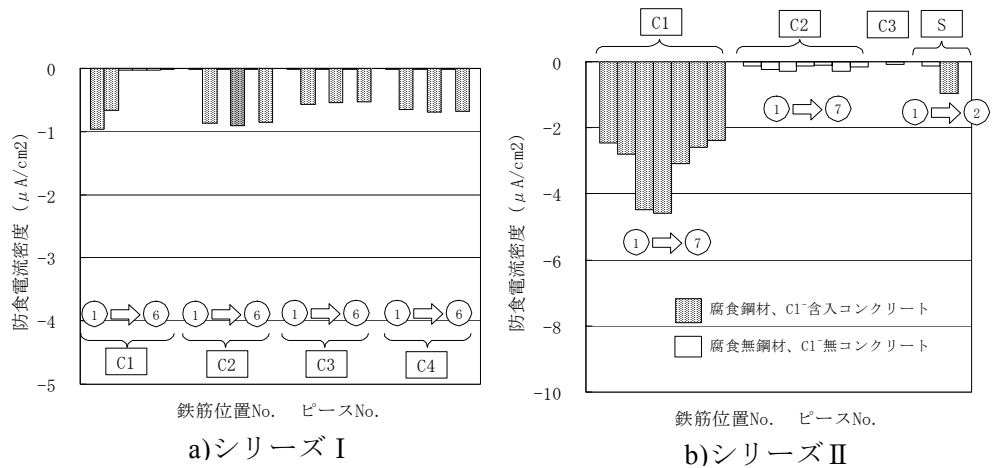 0
-1
-2
-3
-4
-5
防食電流密度（μA/cm2）
① ⑥ ① ⑥ ① ⑥ ① ⑥
C1 C2 C3 C4
鉄筋位置No． ピースNo．
a)シリーズⅠ
C1 C2 C3 S
0
-2
-4
-6
-8
-10
防食電流密度（μA/cm2）
① ⑦ ① ②
① ⑦
腐食鋼材、Cl⁻含入コンクリート
腐食無鋼材、Cl⁻無コンクリート
鉄筋位置No． ピースNo．
b)シリーズⅡ